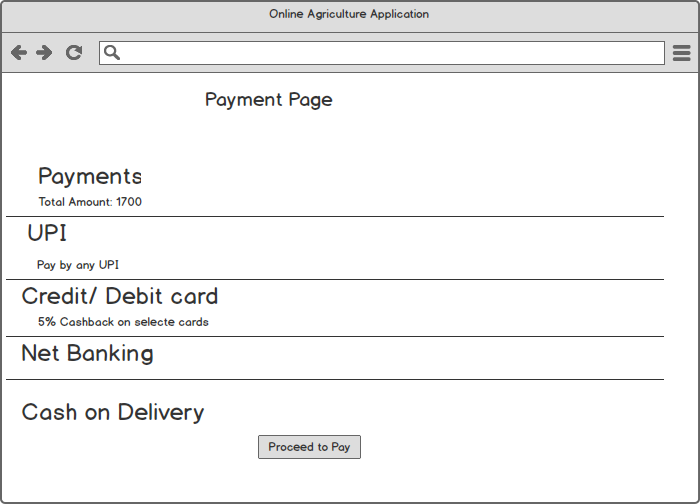 Online Agriculture Application
Payment Page
Payments
Total Amount: 1700
UPI
Pay by any UPI
Credit/ Debit card
5% Cashback on selecte cards
Net Banking
Cash on Delivery
Proceed to Pay